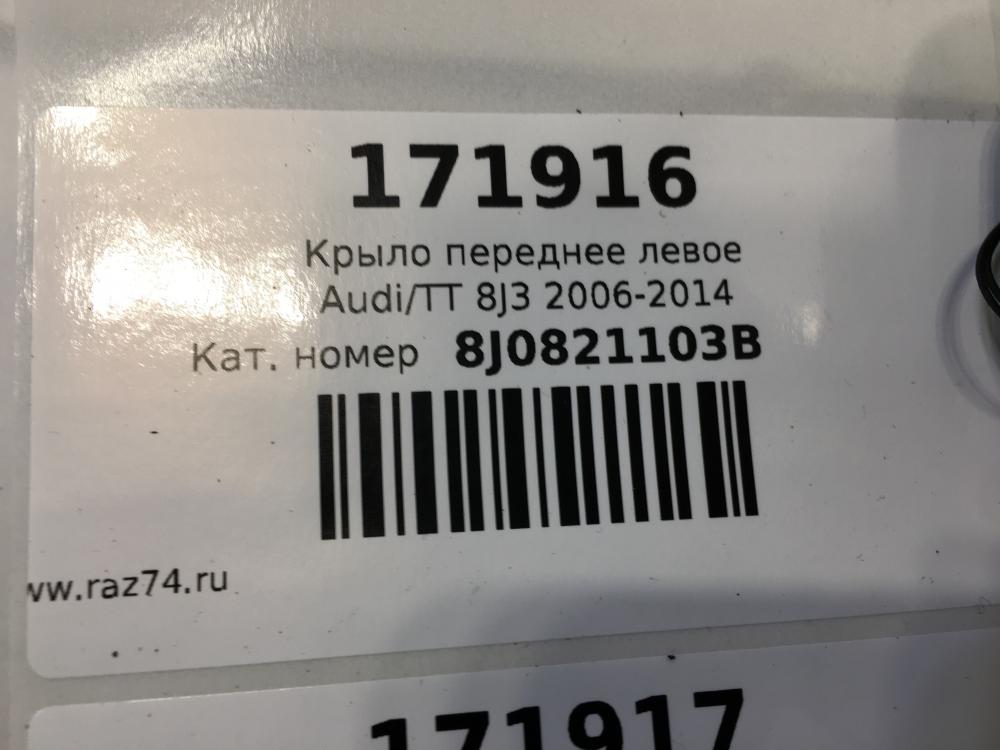 171916
Крыло переднее левое
Audi/TT 8J3 2006-2014
Кат. номер 8J0821103B
ww.raz74.ru
171917